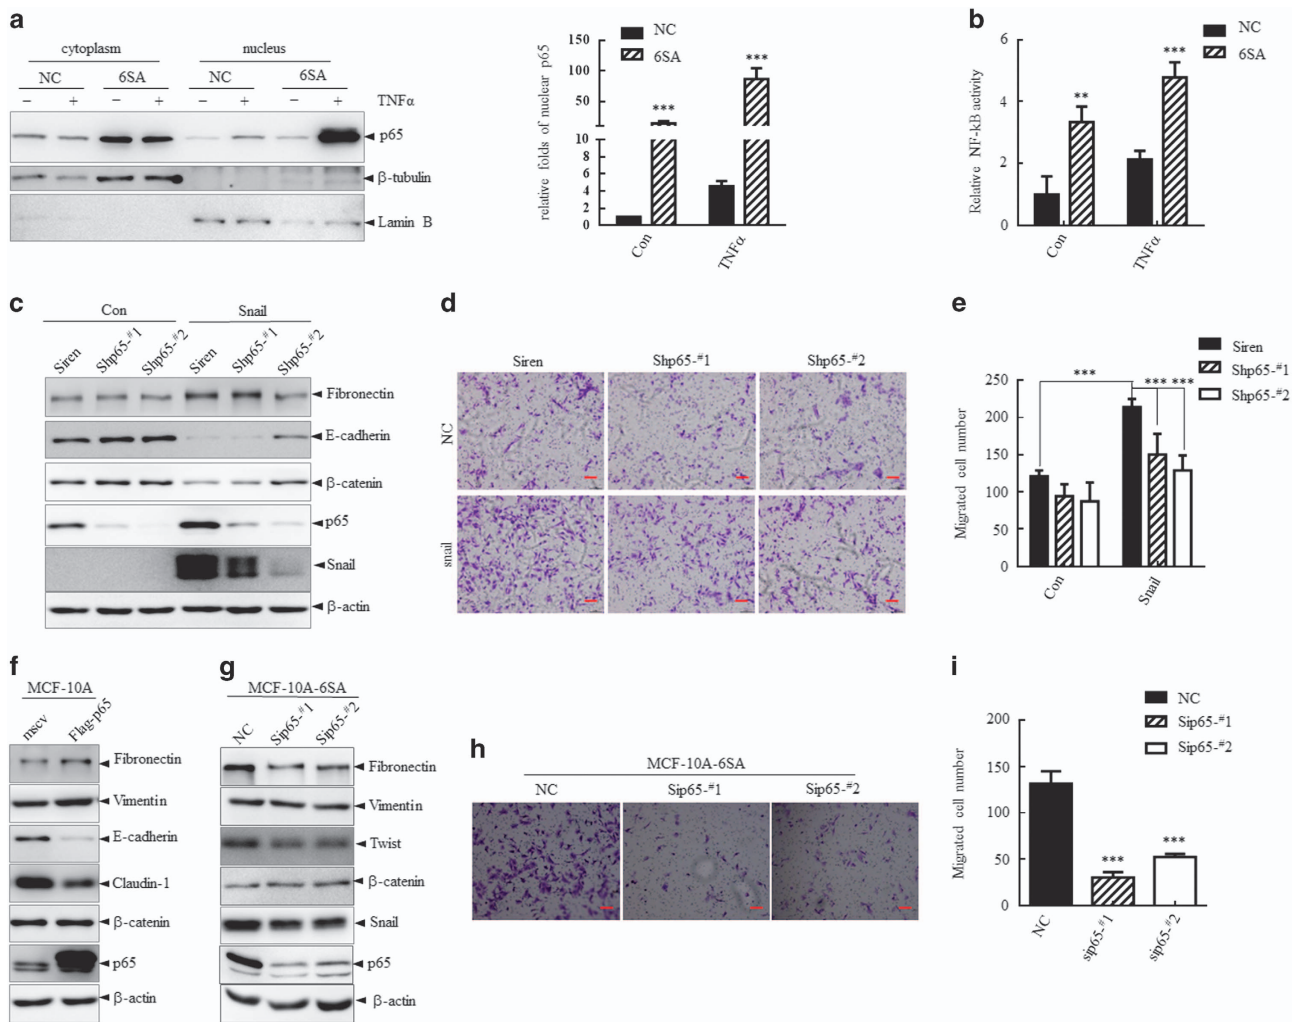 a
cytoplasm nucleus
NC 6SA NC 6SA
− + − + − + − + TNFα
p65
β-tubulin
Lamin B
NC
6SA
relative folds of nuclear p65
150
100
50
10
8
6
4
2
0
***
***
Con
TNFα
b
NC
6SA
Relative NF-kB activity
6
4
2
0
**
***
Con
TNFα
c
Con Snail
Siren Shp65-#1 Shp65-#2 Siren Shp65-#1 Shp65-#2
Fibronectin
E-cadherin
β-catenin
p65
Snail
β-actin
d
Siren Shp65-#1 Shp65-#2
NC
snail
e
Siren
Shp65-#1
Shp65-#2
Migrated cell number
250
200
150
100
50
0
*** *** ***
Con
Snail
f
MCF-10A
mscv Flag-p65
Fibronectin
Vimentin
E-cadherin
Claudin-1
β-catenin
p65
β-actin
g
MCF-10A-6SA
NC Sip65-#1 Sip65-#2
Fibronectin
Vimentin
Twist
β-catenin
Snail
p65
β-actin
h
MCF-10A-6SA
NC Sip65-#1 Sip65-#2
i
NC
Sip65-#1
Sip65-#2
Migrated cell number
200
150
100
50
0
***
***
NC
sip65-#1
sip65-#2